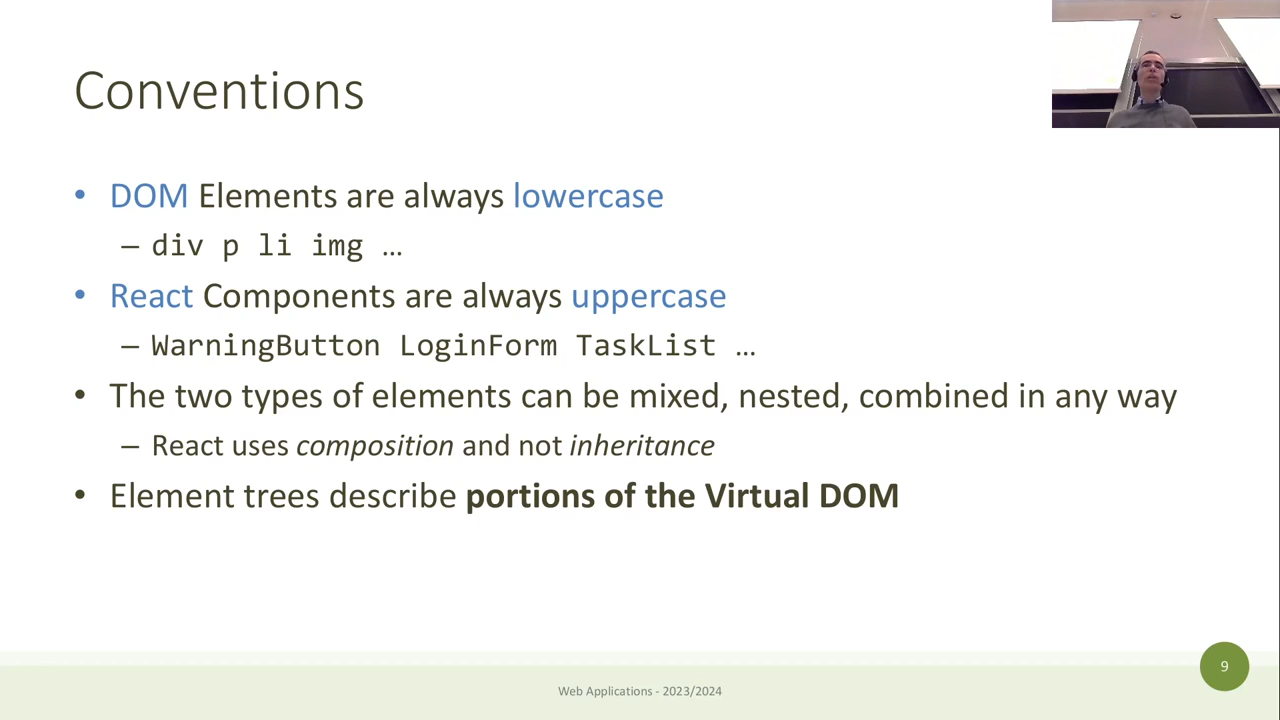 Conventions
• DOM Elements are always lowercase
– div p li img …
• React Components are always uppercase
– WarningButton LoginForm TaskList …
• The two types of elements can be mixed, nested, combined in any way
– React uses composition and not inheritance
• Element trees describe portions of the Virtual DOM
Web Applications - 2023/2024
9